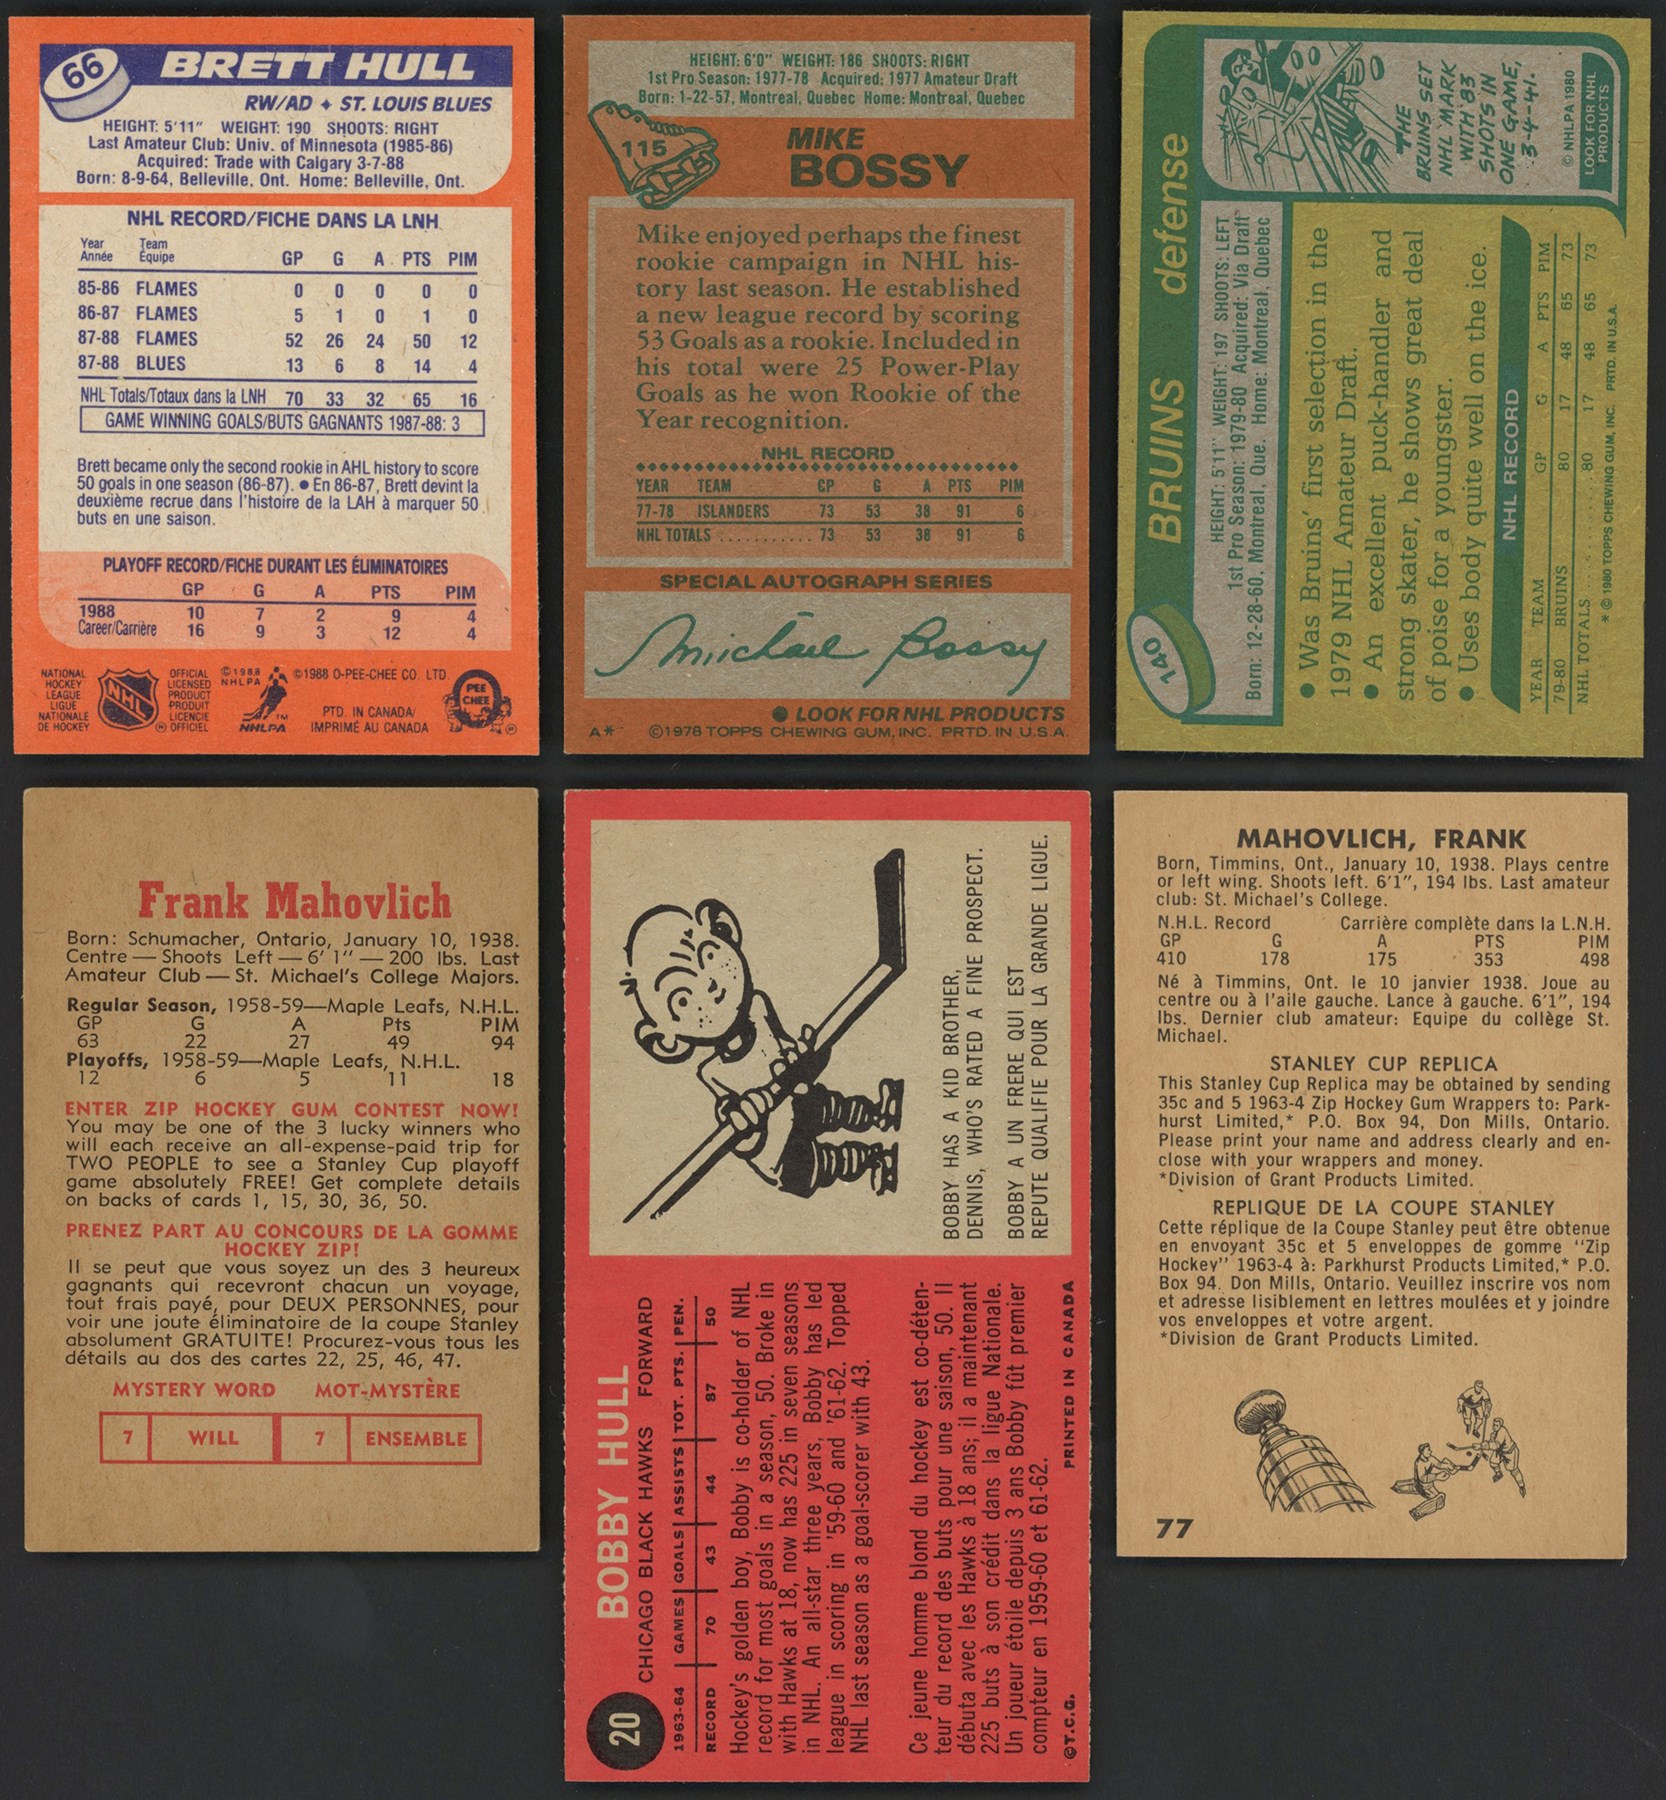 66
BRETT HULL
RW/AD ✦ ST. LOUIS BLUES
HEIGHT: 5'11" WEIGHT: 190 SHOOTS: RIGHT
Last Amateur Club: Univ. of Minnesota (1985-86)
Acquired: Trade with Calgary 3-7-88
Born: 8-9-64, Belleville, Ont. Home: Belleville, Ont.
NHL RECORD/FICHE DANS LA LNH
Year Team
Année Équipe GP G A PTS PIM
85-86 FLAMES 0 0 0 0 0
86-87 FLAMES 5 1 0 1 0
87-88 FLAMES 52 26 24 50 12
87-88 BLUES 13 6 8 14 4
NHL Totals/Totaux dans la LNH 70 33 32 65 16
GAME WINNING GOALS/BUTS GAGNANTS 1987-88: 3
Brett became only the second rookie in AHL history to score
50 goals in one season (86-87). ● En 86-87, Brett devint la
deuxième recrue dans l'histoire de la LAH à marquer 50
buts en une saison.
PLAYOFF RECORD/FICHE DURANT LES ÉLIMINATOIRES
GP G A PTS PIM
1988 10 7 2 9 4
Career/Carrière 16 9 3 12 4
NATIONAL
HOCKEY
LEAGUE
LIGUE
NATIONALE
DE HOCKEY
NHL
OFFICIAL
LICENSED
PRODUCT
PRODUIT
LICENCIE
® OFFICIEL
©1988
NHLPA
TM
NHLPA
©1988 O-PEE-CHEE CO. LTD.
PTD. IN CANADA/
IMPRIMÉ AU CANADA
O
PEE
CHEE
HEIGHT: 6'0" WEIGHT: 186 SHOOTS: RIGHT
1st Pro Season: 1977-78 Acquired: 1977 Amateur Draft
Born: 1-22-57, Montreal, Quebec Home: Montreal, Quebec
115
MIKE
BOSSY
Mike enjoyed perhaps the finest
rookie campaign in NHL his-
tory last season. He established
a new league record by scoring
53 Goals as a rookie. Included in
his total were 25 Power-Play
Goals as he won Rookie of the
Year recognition.
NHL RECORD
YEAR TEAM GP G A PTS PIM
77-78 ISLANDERS 73 53 38 91 6
NHL TOTALS ........... 73 53 38 91 6
SPECIAL AUTOGRAPH SERIES
Michael Bossy
● LOOK FOR NHL PRODUCTS
A** ©1978 TOPPS CHEWING GUM, INC. PRTD. IN U.S.A.
140
BRUINS defense
HEIGHT: 5'11" WEIGHT: 197 SHOOTS: LEFT
1st Pro Season: 1979-80 Acquired: Via Draft
Born: 12-28-60, Montreal, Que. Home: Montreal, Quebec
● Was Bruins' first selection in the
1979 NHL Amateur Draft.
● An excellent puck-handler and
strong skater, he shows great deal
of poise for a youngster.
● Uses body quite well on the ice.
NHL RECORD
YEAR TEAM GP G A PTS PIM
79-80 BRUINS 80 17 48 65 73
NHL TOTALS ........... 80 17 48 65 73
* © 1980 TOPPS CHEWING GUM, INC. PRTD. IN U.S.A.
THE
BRUINS SET
NHL MARK
WITH 83
SHOTS IN
ONE GAME,
3-4-41.
© NHLPA 1980
LOOK FOR NHL
PRODUCTS
Frank Mahovlich
Born: Schumacher, Ontario, January 10, 1938.
Centre — Shoots Left — 6' 1" — 200 lbs. Last
Amateur Club — St. Michael's College Majors.
Regular Season, 1958-59—Maple Leafs, N.H.L.
GP G A Pts PIM
63 22 27 49 94
Playoffs, 1958-59—Maple Leafs, N.H.L.
12 6 5 11 18
ENTER ZIP HOCKEY GUM CONTEST NOW!
You may be one of the 3 lucky winners who
will each receive an all-expense-paid trip for
TWO PEOPLE to see a Stanley Cup playoff
game absolutely FREE! Get complete details
on backs of cards 1, 15, 30, 36, 50.
PRENEZ PART AU CONCOURS DE LA GOMME
HOCKEY ZIP!
Il se peut que vous soyez un des 3 heureux
gagnants qui recevront chacun un voyage,
tout frais payé, pour DEUX PERSONNES, pour
voir une joute éliminatoire de la coupe Stanley
absolument GRATUITE! Procurez-vous tous les
détails au dos des cartes 22, 25, 46, 47.
MYSTERY WORD MOT-MYSTÈRE
7 WILL 7 ENSEMBLE
20
BOBBY HULL
CHICAGO BLACK HAWKS FORWARD
1963-64 GAMES GOALS ASSISTS TOT. PTS. PEN.
RECORD 70 43 44 87 50
Hockey's golden boy, Bobby is co-holder of NHL
record for most goals in a season, 50. Broke in
with Hawks at 18, now has 225 in seven seasons
in NHL. An all-star three years, Bobby has led
league in scoring in '59-60 and '61-62. Topped
NHL last season as a goal-scorer with 43.
Ce jeune homme blond du hockey est co-déten-
teur du record des buts pour une saison, 50. Il
débuta avec les Hawks à 18 ans; il a maintenant
225 buts à son crédit dans la ligue Nationale.
Un joueur étoile depuis 3 ans Bobby fût premier
compteur en 1959-60 et 61-62.
©T.C.G. PRINTED IN CANADA
BOBBY HAS A KID BROTHER,
DENNIS, WHO'S RATED A FINE PROSPECT.
BOBBY A UN FRERE QUI EST
REPUTE QUALIFIE POUR LA GRANDE LIGUE.
MAHOVLICH, FRANK
Born, Timmins, Ont., January 10, 1938. Plays centre
or left wing. Shoots left. 6'1", 194 lbs. Last amateur
club: St. Michael's College.
N.H.L. Record Carrière complète dans la L.N.H.
GP G A PTS PIM
410 178 175 353 498
Né à Timmins, Ont. le 10 janvier 1938. Joue au
centre ou à l'aile gauche. Lance à gauche. 6'1", 194
lbs. Dernier club amateur: Equipe du collège St.
Michael.
STANLEY CUP REPLICA
This Stanley Cup Replica may be obtained by sending
35c and 5 1963-4 Zip Hockey Gum Wrappers to: Park-
hurst Limited,* P.O. Box 94, Don Mills, Ontario.
Please print your name and address clearly and en-
close with your wrappers and money.
*Division of Grant Products Limited.
REPLIQUE DE LA COUPE STANLEY
Cette réplique de la Coupe Stanley peut être obtenue
en envoyant 35c et 5 enveloppes de gomme "Zip
Hockey" 1963-4 à: Parkhurst Products Limited,* P.O.
Box 94. Don Mills, Ontario. Veuillez inscrire vos nom
et adresse lisiblement en lettres moulées et y joindre
vos enveloppes et votre argent.
*Division de Grant Products Limited.
77